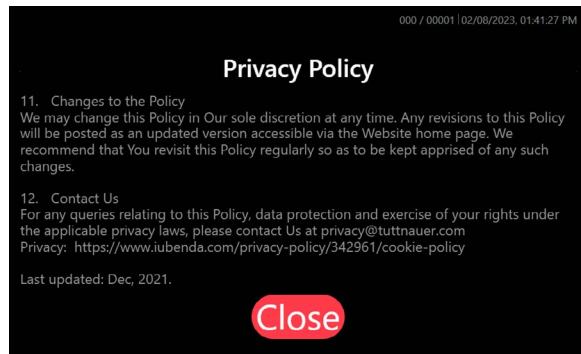 000 / 00001 | 02/08/2023, 01:41:27 PM
Privacy Policy
11. Changes to the Policy
We may change this Policy in Our sole discretion at any time. Any revisions to this Policy
will be posted as an updated version accessible via the Website home page. We
recommend that You revisit this Policy regularly so as to be kept apprised of any such
changes.
12. Contact Us
For any queries relating to this Policy, data protection and exercise of your rights under
the applicable privacy laws, please contact Us at privacy@tuttnauer.com
Privacy: https://www.iubenda.com/privacy-policy/342961/cookie-policy
Last updated: Dec, 2021.
Close